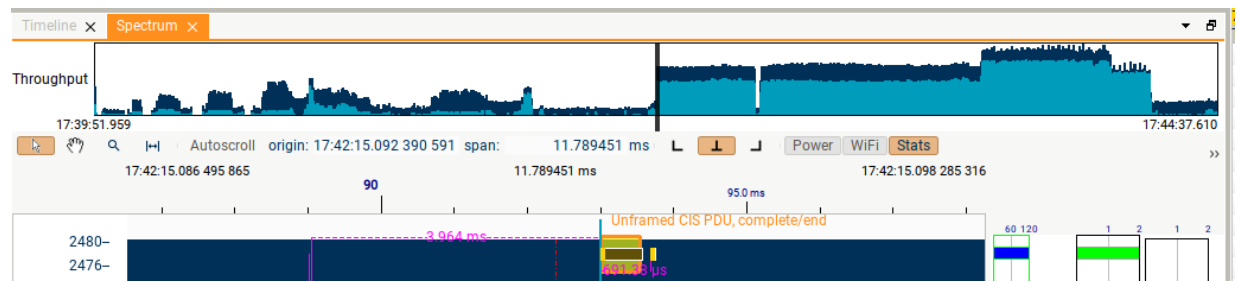 Timeline Spectrum
Throughput
17:39:51.959 17:44:37.610
Autoscroll origin: 17:42:15.092 390 591 span: 11.789451 ms Power WiFi Stats
17:42:15.086 495 865 11.789451 ms 17:42:15.098 285 316
90 95.0 ms
Unframed CIS PDU, complete/end
60 120 1 2 1 2
3.964 ms
2480
2476
691.38 µs